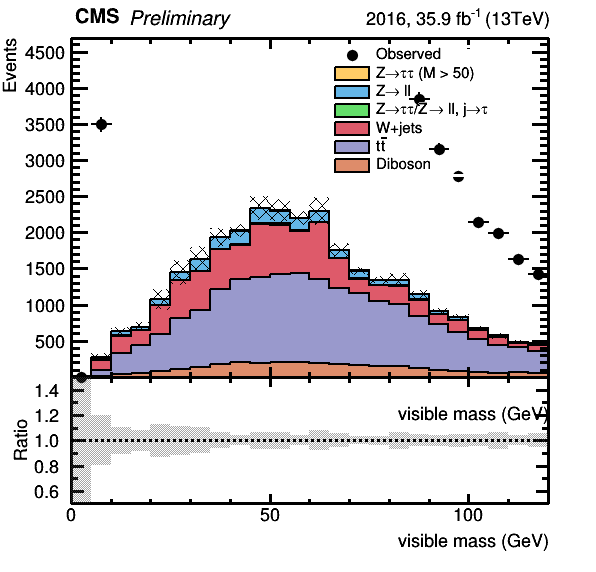 CMS Preliminary 2016, 35.9 fb⁻¹ (13TeV)
Events
4500
4000
3500
3000
2500
2000
1500
1000
500
Observed
Z→ττ (M > 50)
Z→ ll
Z→ττ/Z→ ll, j→τ
W+jets
tt̄
Diboson
visible mass (GeV)
Ratio
1.4
1.2
1.0
0.8
0.6
0 50 100
visible mass (GeV)